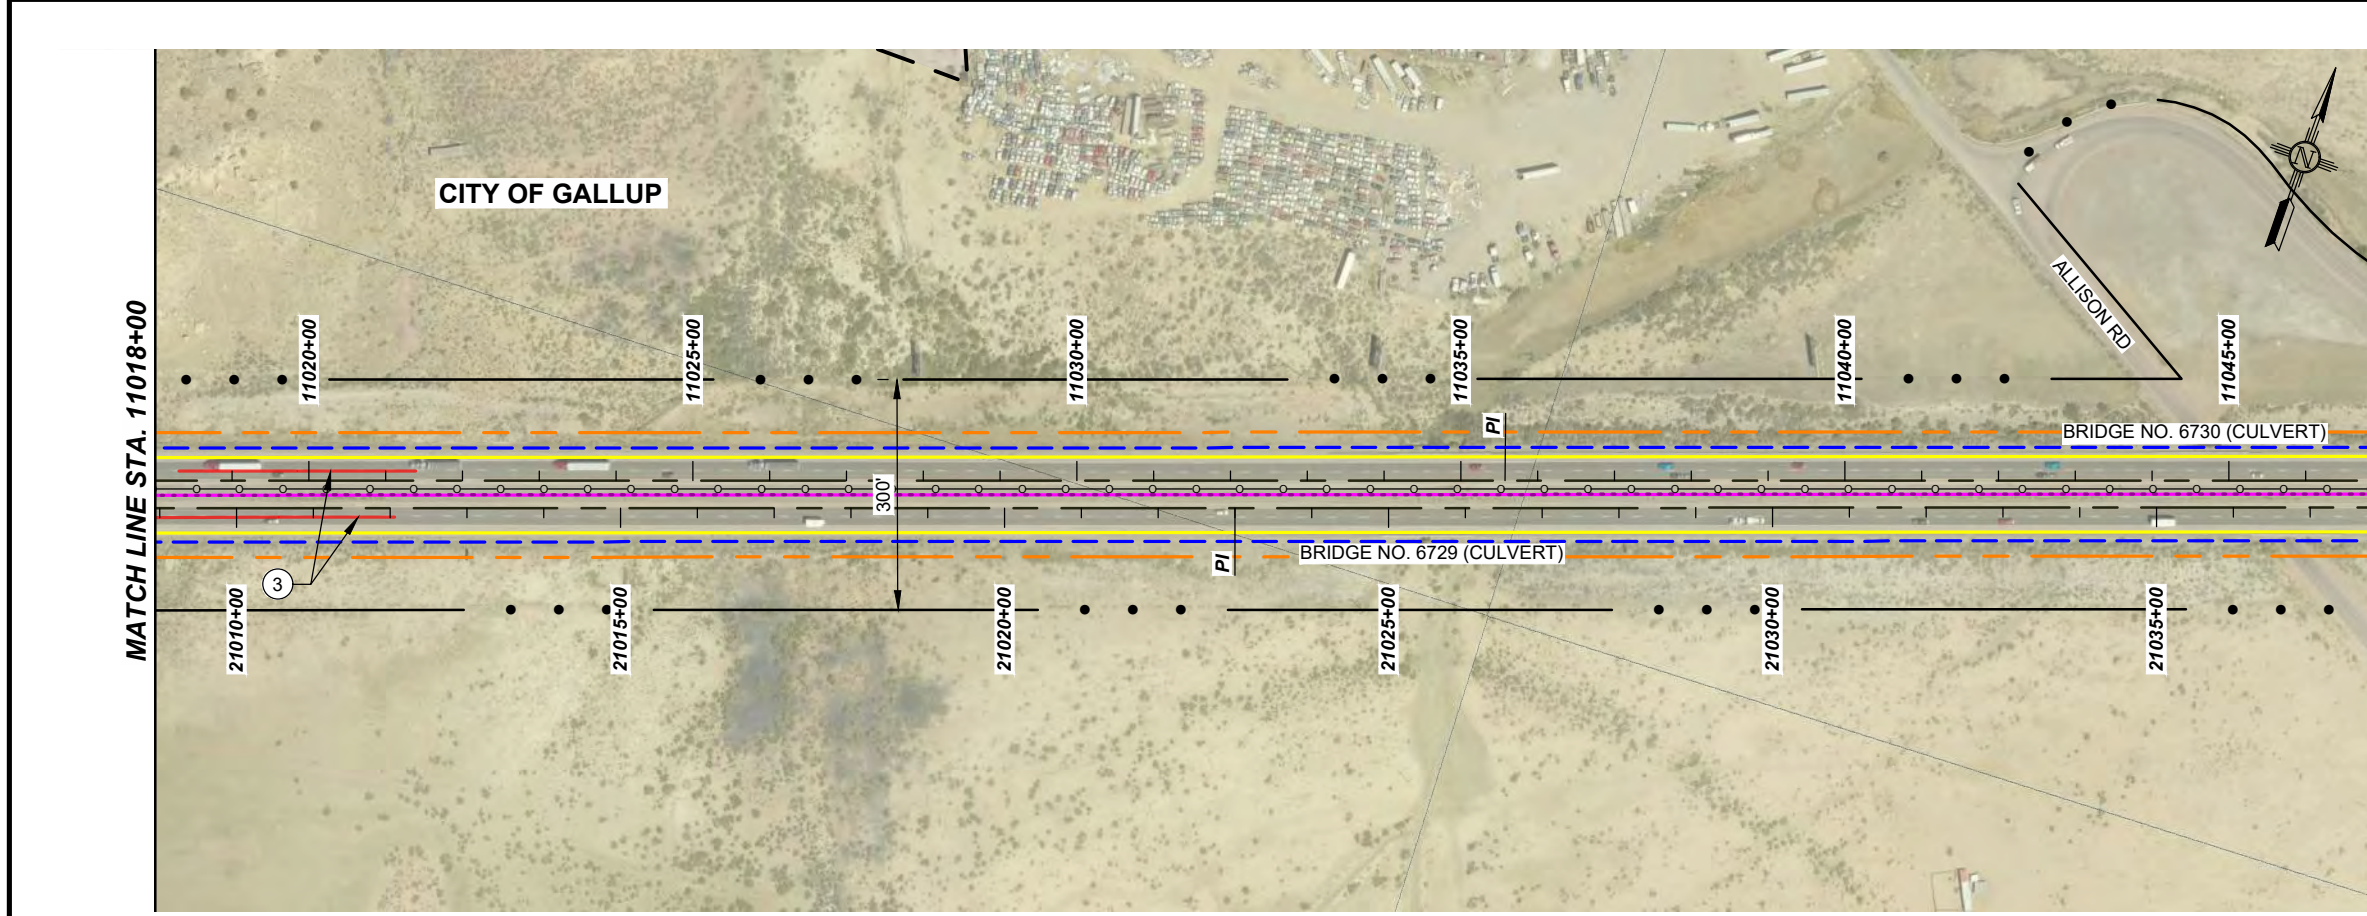 CITY OF GALLUP
N
ALLISON RD
MATCH LINE STA. 11018+00
11020+00
11025+00
11030+00
11035+00
11040+00
11045+00
PI
BRIDGE NO. 6730 (CULVERT)
300'
PI
BRIDGE NO. 6729 (CULVERT)
3
21010+00
21015+00
21020+00
21025+00
21030+00
21035+00